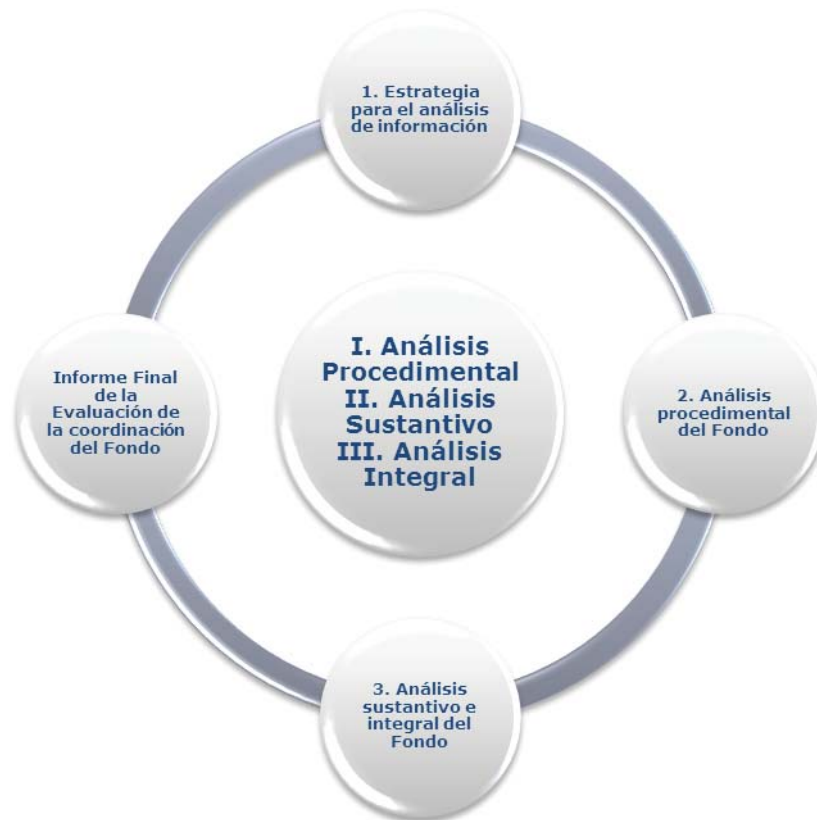 1. Estrategia
para el análisis
de información
I. Análisis
Procedimental
II. Análisis
Sustantivo
III. Análisis
Integral
Informe Final
de la
Evaluación de
la coordinación
del Fondo
2. Análisis
procedimental
del Fondo
3. Análisis
sustantivo e
integral del
Fondo